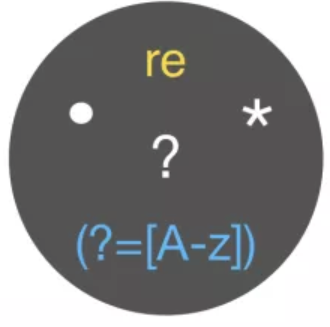 re
• *
?
(?=[A-z])